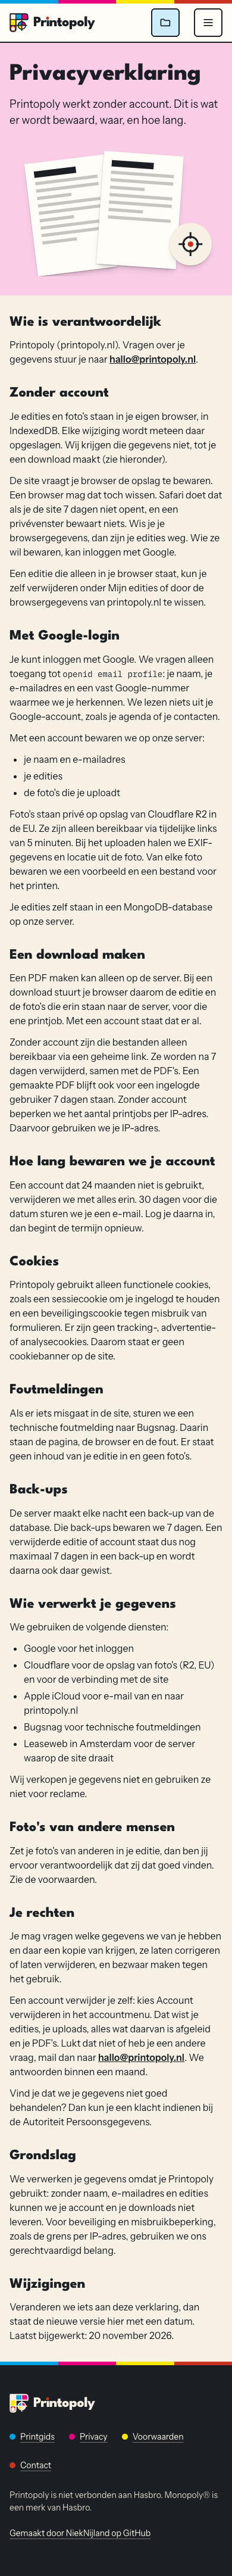 Printopoly
Privacyverklaring
Printopoly werkt zonder account. Dit is wat
er wordt bewaard, waar, en hoe lang.
Wie is verantwoordelijk
Printopoly (printopoly.nl). Vragen over je
gegevens stuur je naar hallo@printopoly.nl.
Zonder account
Je edities en foto's staan in je eigen browser, in
IndexedDB. Elke wijziging wordt meteen daar
opgeslagen. Wij krijgen die gegevens niet, tot je
een download maakt (zie hieronder).
De site vraagt je browser de opslag te bewaren.
Een browser mag dat toch wissen. Safari doet dat
als je de site 7 dagen niet opent, en een
privévenster bewaart niets. Wis je je
browsergegevens, dan zijn je edities weg. Wie ze
wil bewaren, kan inloggen met Google.
Een editie die alleen in je browser staat, kun je
zelf verwijderen onder Mijn edities of door de
browsergegevens van printopoly.nl te wissen.
Met Google-login
Je kunt inloggen met Google. We vragen alleen
toegang tot openid email profile: je naam, je
e-mailadres en een vast Google-nummer
waarmee we je herkennen. We lezen niets uit je
Google-account, zoals je agenda of je contacten.
Met een account bewaren we op onze server:
• je naam en e-mailadres
• je edities
• de foto's die je uploadt
Foto's staan privé op opslag van Cloudflare R2 in
de EU. Ze zijn alleen bereikbaar via tijdelijke links
van 5 minuten. Bij het uploaden halen we EXIF-
gegevens en locatie uit de foto. Van elke foto
bewaren we een voorbeeld en een bestand voor
het printen.
Je edities zelf staan in een MongoDB-database
op onze server.
Een download maken
Een PDF maken kan alleen op de server. Bij een
download stuurt je browser daarom de editie en
de foto's die erin staan naar de server, voor die
ene printjob. Met een account staat dat er al.
Zonder account zijn die bestanden alleen
bereikbaar via een geheime link. Ze worden na 7
dagen verwijderd, samen met de PDF's. Een
gemaakte PDF blijft ook voor een ingelogde
gebruiker 7 dagen staan. Zonder account
beperken we het aantal printjobs per IP-adres.
Daarvoor gebruiken we je IP-adres.
Hoe lang bewaren we je account
Een account dat 24 maanden niet is gebruikt,
verwijderen we met alles erin. 30 dagen voor die
datum sturen we je een e-mail. Log je daarna in,
dan begint de termijn opnieuw.
Cookies
Printopoly gebruikt alleen functionele cookies,
zoals een sessiecookie om je ingelogd te houden
en een beveiligingscookie tegen misbruik van
formulieren. Er zijn geen tracking-, advertentie-
of analysecookies. Daarom staat er geen
cookiebanner op de site.
Foutmeldingen
Als er iets misgaat in de site, sturen we een
technische foutmelding naar Bugsnag. Daarin
staan de pagina, de browser en de fout. Er staat
geen inhoud van je editie in en geen foto's.
Back-ups
De server maakt elke nacht een back-up van de
database. Die back-ups bewaren we 7 dagen. Een
verwijderde editie of account staat dus nog
maximaal 7 dagen in een back-up en wordt
daarna ook daar gewist.
Wie verwerkt je gegevens
We gebruiken de volgende diensten:
• Google voor het inloggen
• Cloudflare voor de opslag van foto's (R2, EU)
en voor de verbinding met de site
• Apple iCloud voor e-mail van en naar
printopoly.nl
• Bugsnag voor technische foutmeldingen
• Leaseweb in Amsterdam voor de server
waarop de site draait
Wij verkopen je gegevens niet en gebruiken ze
niet voor reclame.
Foto's van andere mensen
Zet je foto's van anderen in je editie, dan ben jij
ervoor verantwoordelijk dat zij dat goed vinden.
Zie de voorwaarden.
Je rechten
Je mag vragen welke gegevens we van je hebben
en daar een kopie van krijgen, ze laten corrigeren
of laten verwijderen, en bezwaar maken tegen
het gebruik.
Een account verwijder je zelf: kies Account
verwijderen in het accountmenu. Dat wist je
edities, je uploads, alles wat daarvan is afgeleid
en je PDF's. Lukt dat niet of heb je een andere
vraag, mail dan naar hallo@printopoly.nl. We
antwoorden binnen een maand.
Vind je dat we je gegevens niet goed
behandelen? Dan kun je een klacht indienen bij
de Autoriteit Persoonsgegevens.
Grondslag
We verwerken je gegevens omdat je Printopoly
gebruikt: zonder naam, e-mailadres en edities
kunnen we je account en je downloads niet
leveren. Voor beveiliging en misbruikbeperking,
zoals de grens per IP-adres, gebruiken we ons
gerechtvaardigd belang.
Wijzigingen
Veranderen we iets aan deze verklaring, dan
staat de nieuwe versie hier met een datum.
Laatst bijgewerkt: 20 november 2026.
Printopoly
Printgids Privacy Voorwaarden
Contact
Printopoly is niet verbonden aan Hasbro. Monopoly® is
een merk van Hasbro.
Gemaakt door NiekNijland op GitHub